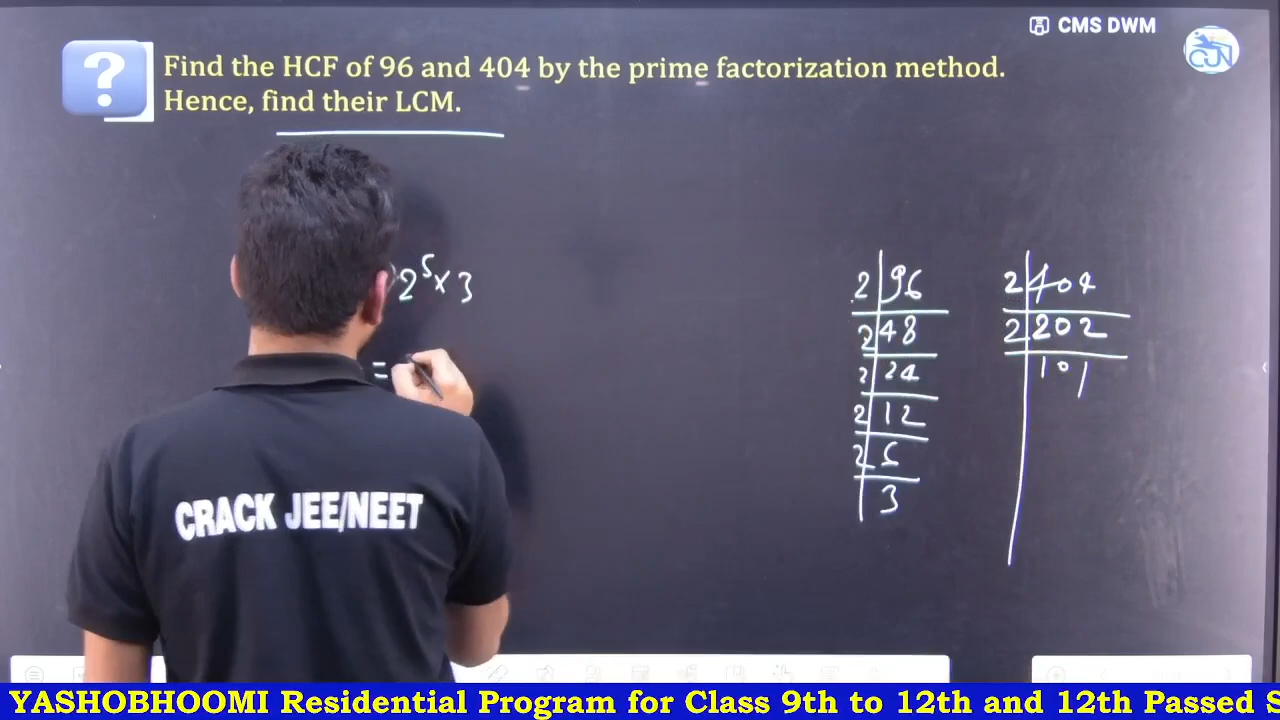 CMS DWM
CJN
?
Find the HCF of 96 and 404 by the prime factorization method.
Hence, find their LCM.
2⁵ × 3
=
2 | 96
2 | 48
2 | 24
2 | 12
2 | 6
3
2 | 404
2 | 202
101
CRACK JEE/NEET
YASHOBHOOMI Residential Program for Class 9th to 12th and 12th Passed S